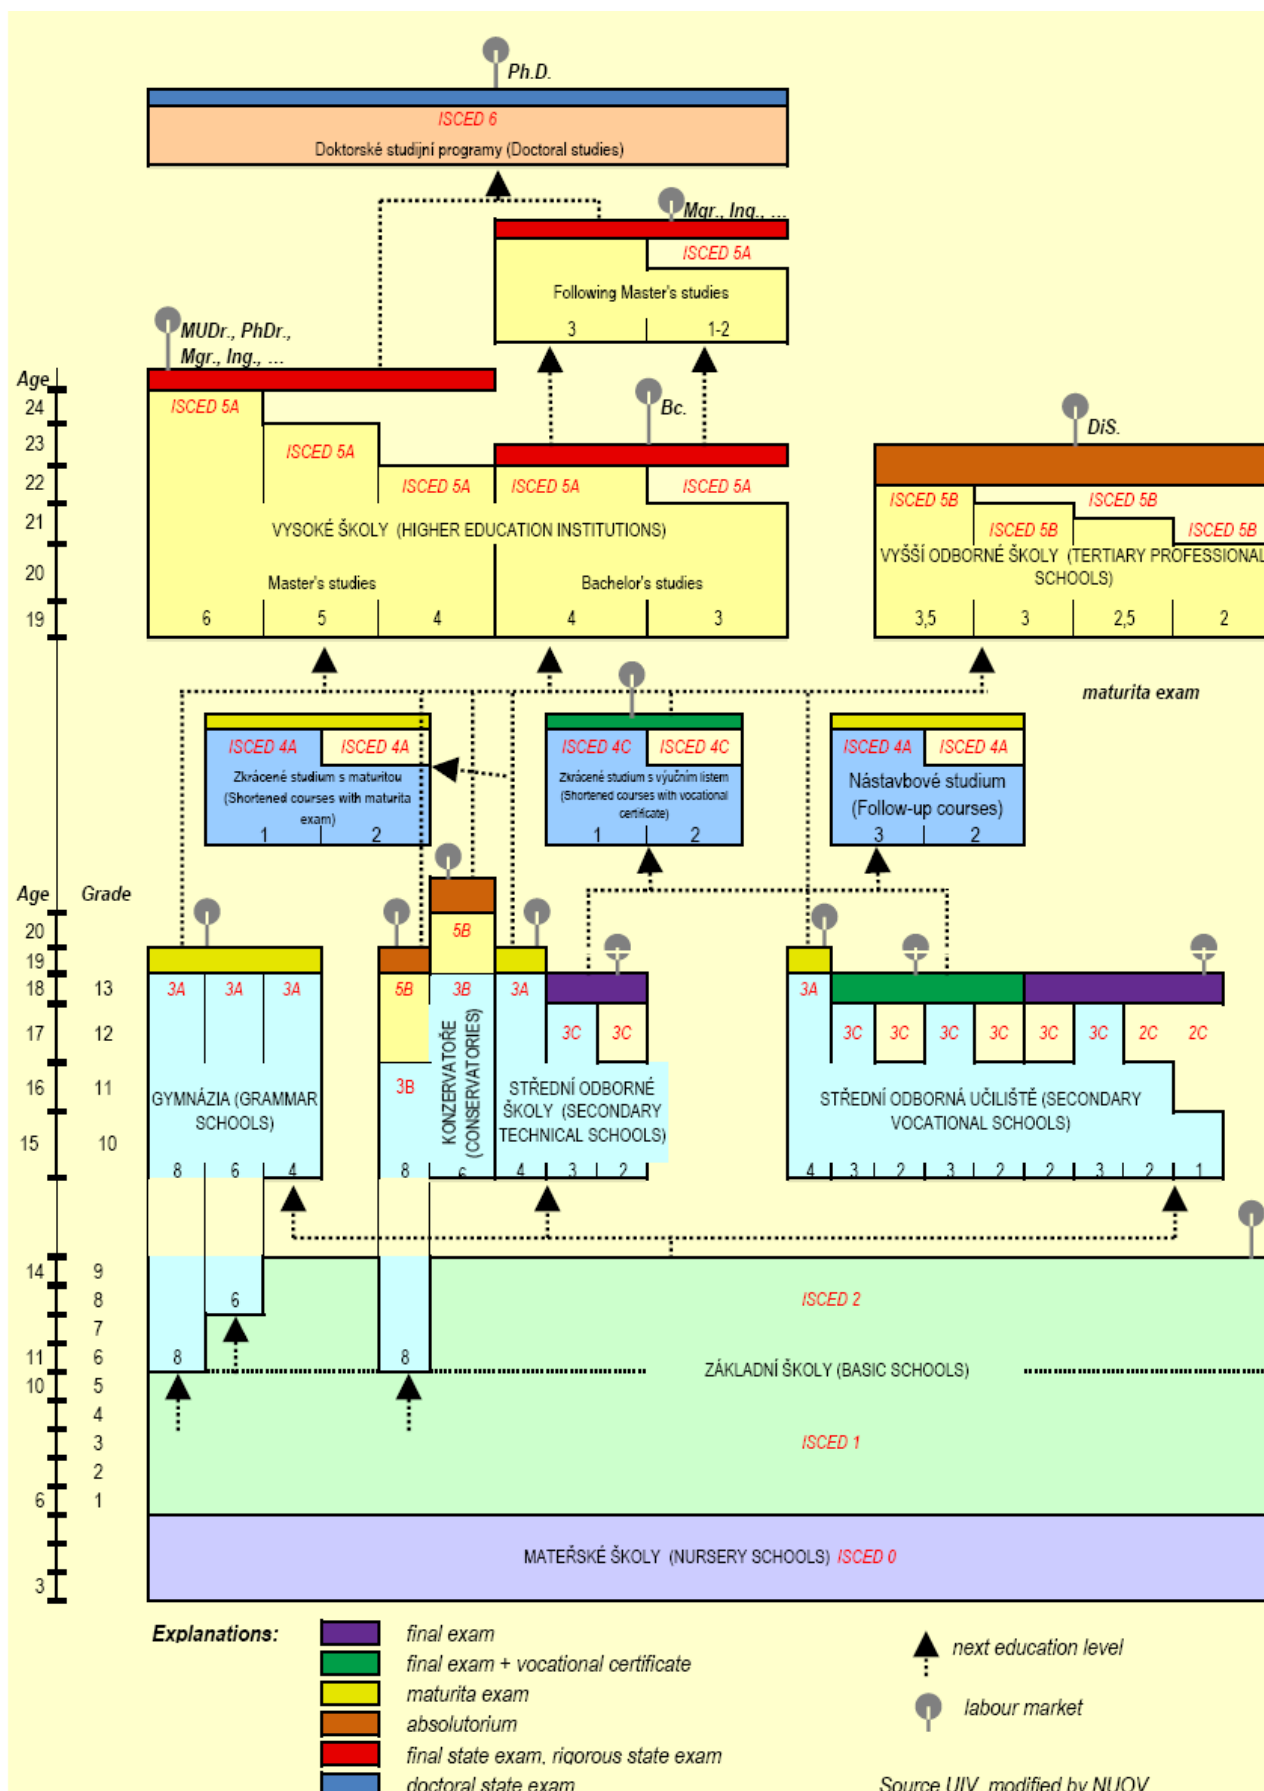 Ph.D.
ISCED 6
Doktorské studijní programy (Doctoral studies)
Mgr., Ing., ...
ISCED 5A
Following Master's studies
3 1-2
MUDr., PhDr.,
Mgr., Ing., ...
Age
24
ISCED 5A
Bc.
DiS.
23
ISCED 5A
22
ISCED 5A ISCED 5A ISCED 5A
ISCED 5B ISCED 5B
21
ISCED 5B ISCED 5B
VYSOKÉ ŠKOLY (HIGHER EDUCATION INSTITUTIONS)
VYŠŠÍ ODBORNÉ ŠKOLY (TERTIARY PROFESSIONAL
SCHOOLS)
20
Master's studies Bachelor's studies
19
6 5 4 4 3
3,5 3 2,5 2
maturita exam
ISCED 4A ISCED 4A
Zkrácené studium s maturitou
(Shortened courses with maturita
exam)
1 2
ISCED 4C ISCED 4C
Zkrácené studium s výučním listem
(Shortened courses with vocational
certificate)
1 2
ISCED 4A ISCED 4A
Nástavbové studium
(Follow-up courses)
3 2
Age Grade
20
5B
19
18 13
3A 3A 3A 5B 3B 3A 3A
17 12
3C 3C 3C 3C 3C 3C 3C 3C 2C 2C
16 11
3B
GYMNÁZIA (GRAMMAR
SCHOOLS)
KONZERVATOŘE
(CONSERVATORIES)
STŘEDNÍ ODBORNÉ
ŠKOLY (SECONDARY
TECHNICAL SCHOOLS)
STŘEDNÍ ODBORNÁ UČILIŠTĚ (SECONDARY
VOCATIONAL SCHOOLS)
15 10
8 6 4 8 6 4 3 2 4 3 2 3 2 2 3 2 1
14 9
8 6
ISCED 2
7
11 6
8 8
ZÁKLADNÍ ŠKOLY (BASIC SCHOOLS)
10 5
4
3
ISCED 1
2
6 1
MATEŘSKÉ ŠKOLY (NURSERY SCHOOLS) ISCED 0
3
Explanations:
final exam
final exam + vocational certificate
maturita exam
absolutorium
final state exam, rigorous state exam
doctoral state exam
next education level
labour market
Source UIV, modified by NUOV